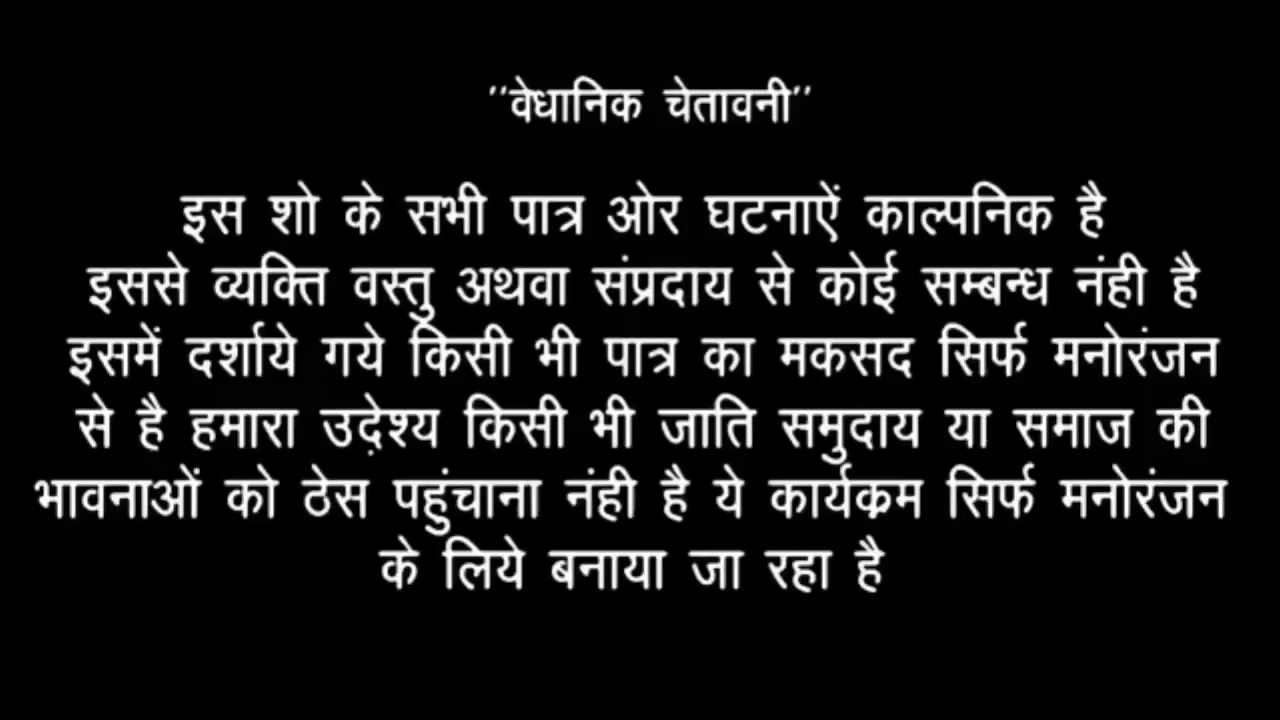 ''वेधानिक चेतावनी''
इस शो के सभी पात्र ओर घटनाऐं काल्पनिक है
इससे व्यक्ति वस्तु अथवा संप्रदाय से कोई सम्बन्ध नंही है
इसमें दर्शाये गये किसी भी पात्र का मकसद सिर्फ मनोरंजन
से है हमारा उद़ेश्य किसी भी जाति समुदाय या समाज की
भावनाओं को ठेस पहुंचाना नंही है ये कार्यक्रम सिर्फ मनोरंजन
के लिये बनाया जा रहा है